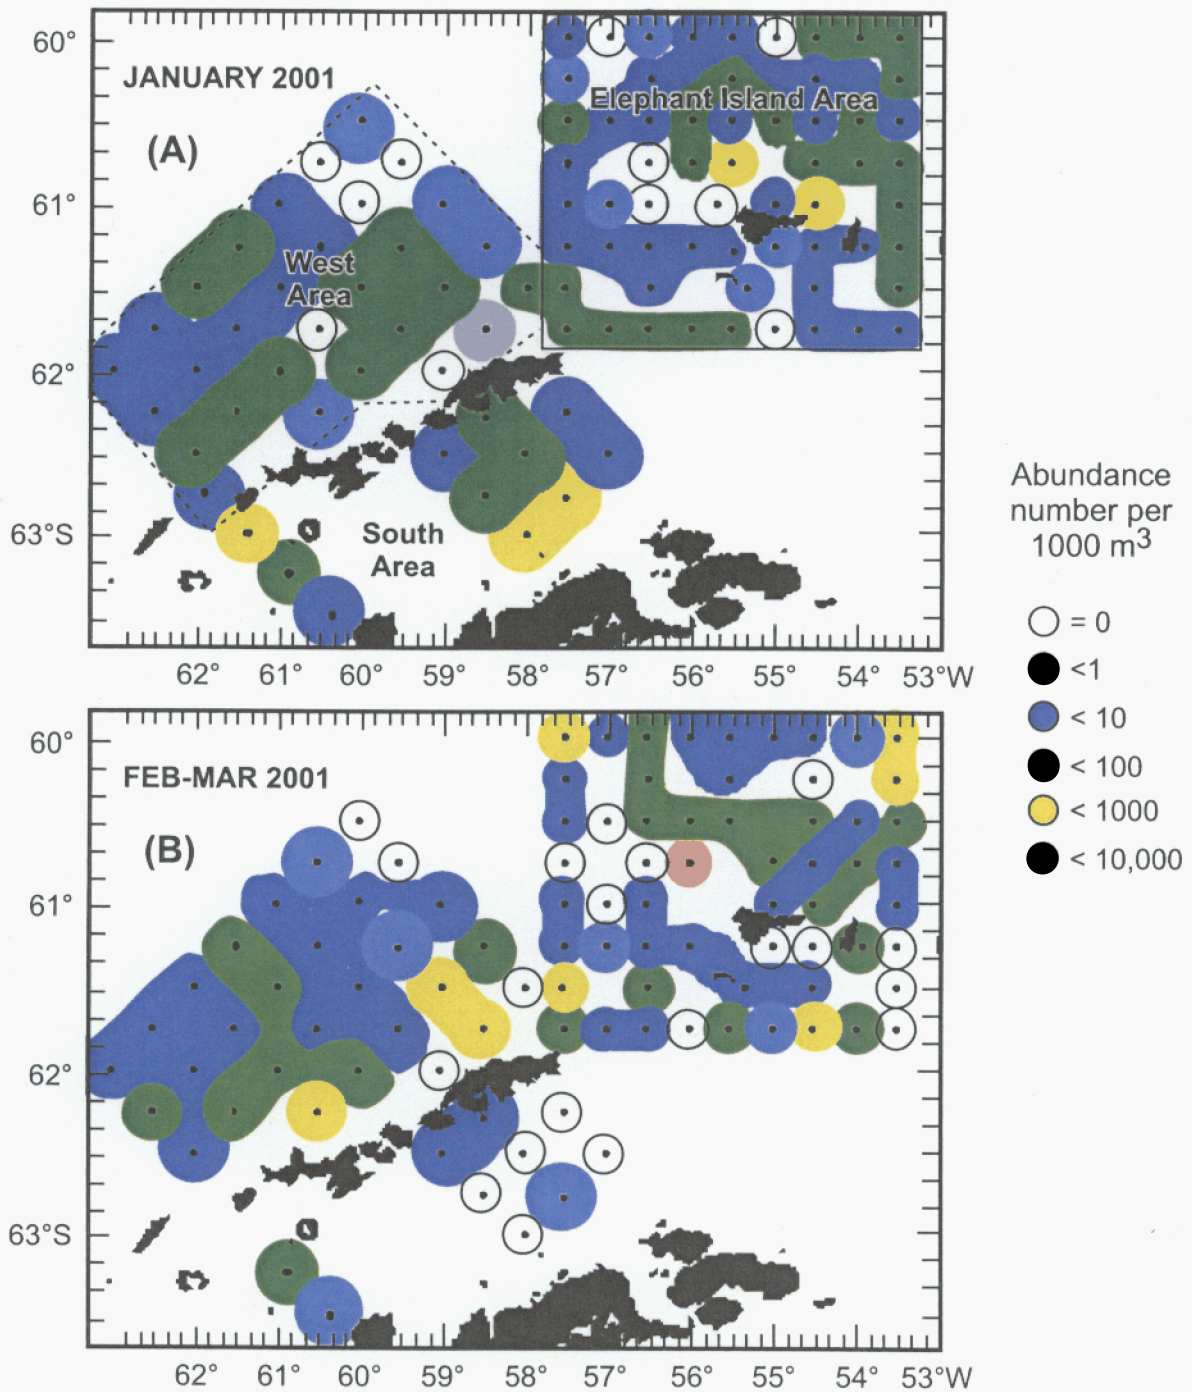 60°
JANUARY 2001
(A)
Elephant Island Area
61°
West
Area
62°
South
Area
63°S
62° 61° 60° 59° 58° 57° 56° 55° 54° 53°W
60°
FEB-MAR 2001
(B)
61°
62°
63°S
62° 61° 60° 59° 58° 57° 56° 55° 54° 53°W
Abundance
number per
1000 m³
= 0
<1
< 10
< 100
< 1000
< 10,000